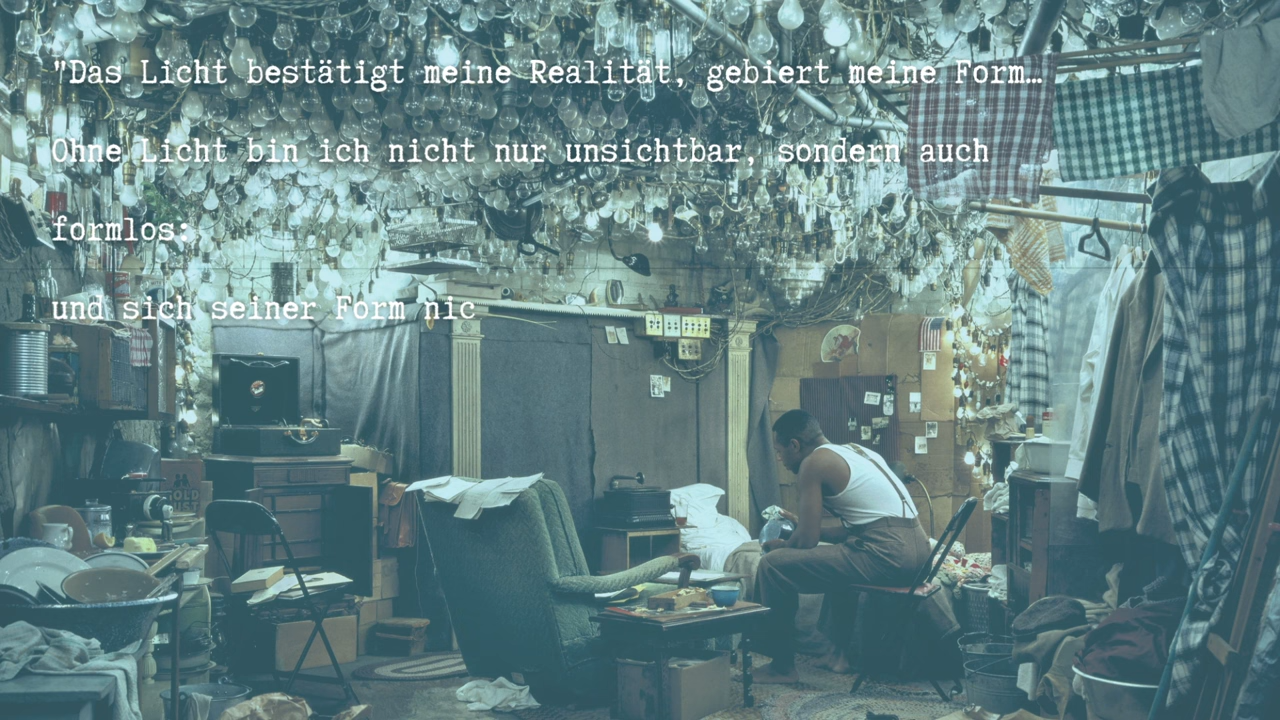 "Das Licht bestätigt meine Realität, gebiert meine Form…
Ohne Licht bin ich nicht nur unsichtbar, sondern auch
formlos:
und sich seiner Form nic